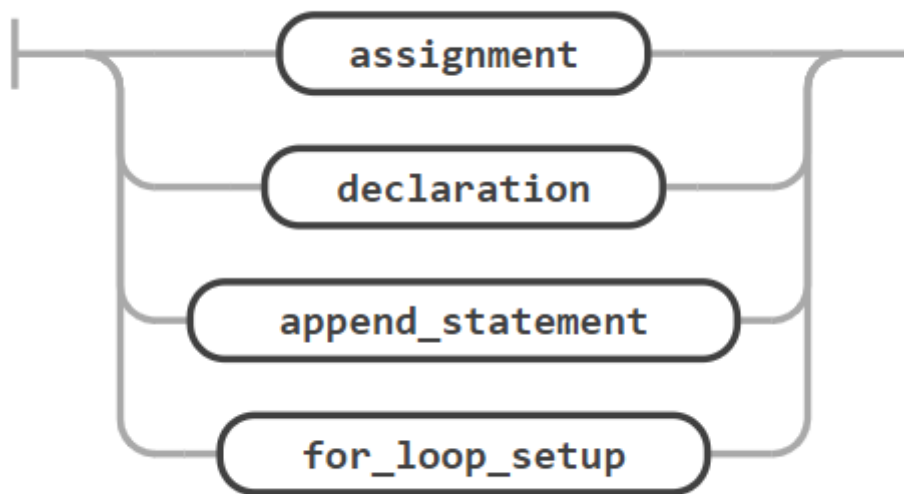 assignment
declaration
append_statement
for_loop_setup